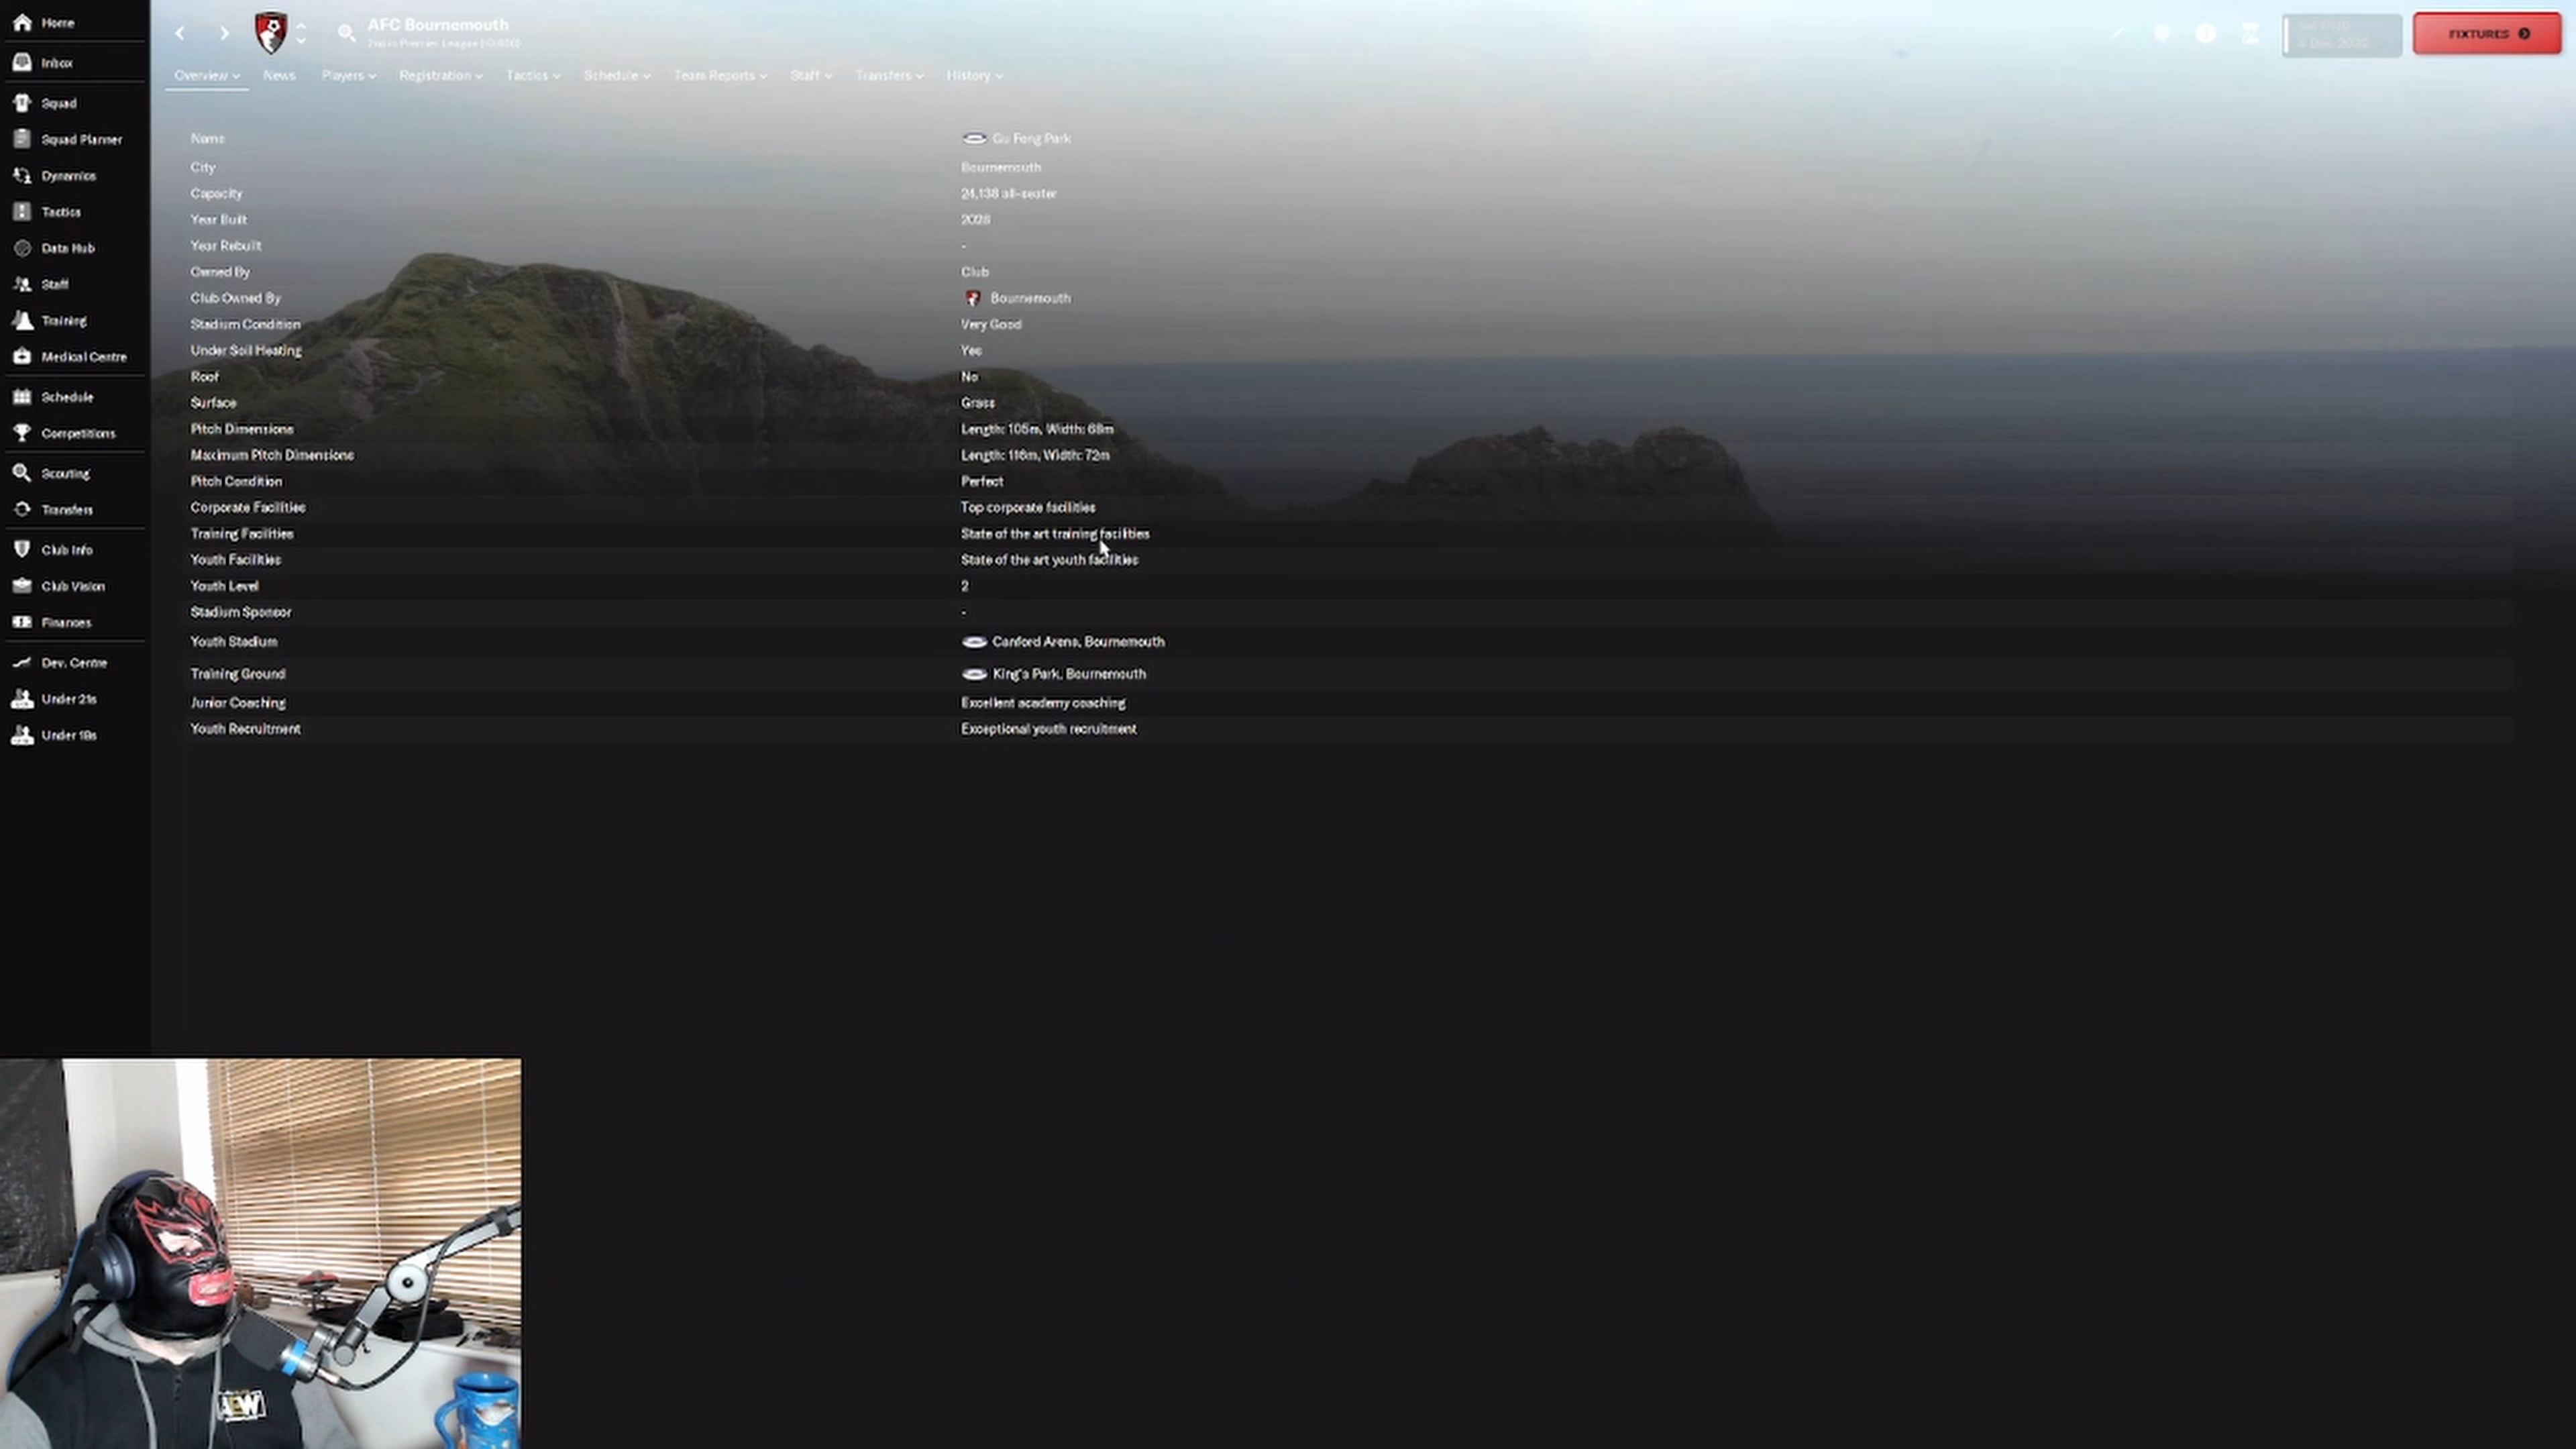 Home
Inbox
Squad
Squad Planner
Dynamics
Tactics
Data Hub
Staff
Training
Medical Centre
Schedule
Competitions
Scouting
Transfers
Club Info
Club Vision
Finances
Dev. Centre
Under 21s
Under 18s
AFC Bournemouth
2nd in Premier League
FIXTURES
Overview News Players Registration Tactics Schedule Team Reports Staff Transfers History
Name Gu Feng Park
City Bournemouth
Capacity 24,138 all-seater
Year Built 2028
Year Rebuilt -
Owned By Club
Club Owned By Bournemouth
Stadium Condition Very Good
Under Soil Heating Yes
Roof No
Surface Grass
Pitch Dimensions Length: 105m, Width: 68m
Maximum Pitch Dimensions Length: 116m, Width: 72m
Pitch Condition Perfect
Corporate Facilities Top corporate facilities
Training Facilities State of the art training facilities
Youth Facilities State of the art youth facilities
Youth Level 2
Stadium Sponsor -
Youth Stadium Canford Arena, Bournemouth
Training Ground King's Park, Bournemouth
Junior Coaching Excellent academy coaching
Youth Recruitment Exceptional youth recruitment
AEW